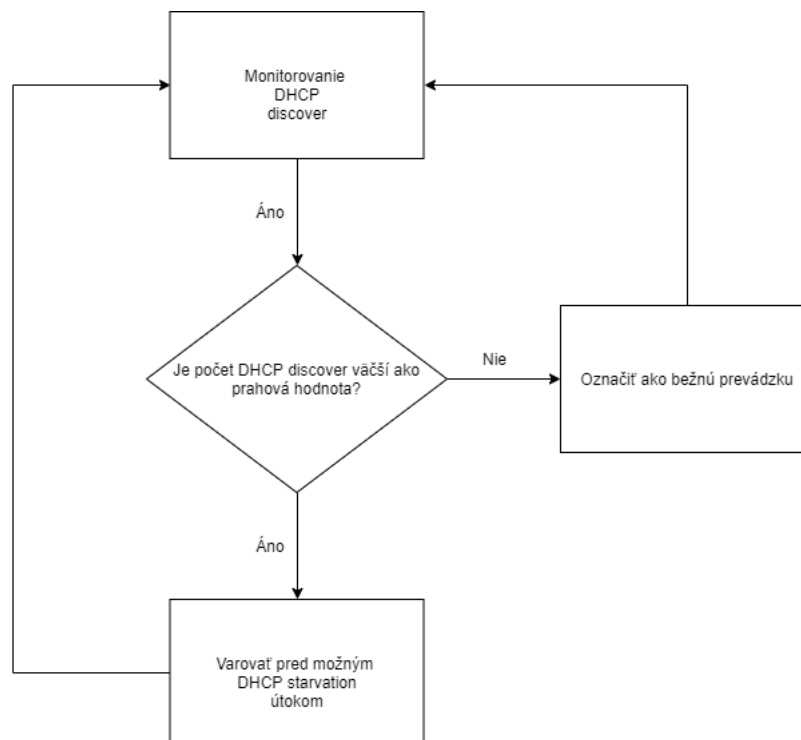 Monitorovanie
DHCP
discover
Áno
Je počet DHCP discover väčší ako
prahová hodnota?
Nie
Označiť ako bežnú prevádzku
Áno
Varovať pred možným
DHCP starvation
útokom